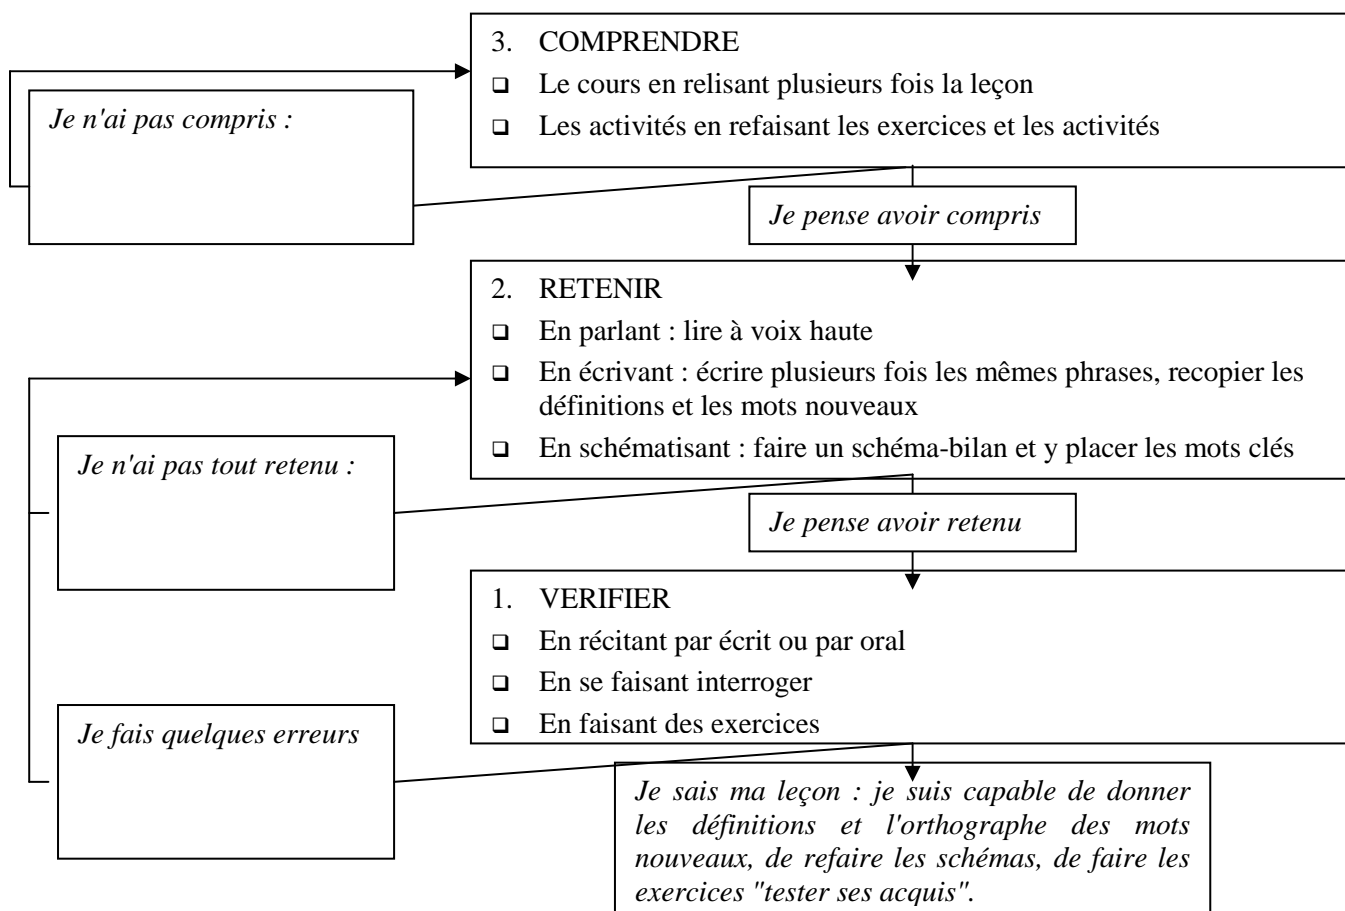 3. COMPRENDRE
❑ Le cours en relisant plusieurs fois la leçon
❑ Les activités en refaisant les exercices et les activités
Je n'ai pas compris :
Je pense avoir compris
2. RETENIR
❑ En parlant : lire à voix haute
❑ En écrivant : écrire plusieurs fois les mêmes phrases, recopier les
définitions et les mots nouveaux
❑ En schématisant : faire un schéma-bilan et y placer les mots clés
Je n'ai pas tout retenu :
Je pense avoir retenu
1. VERIFIER
❑ En récitant par écrit ou par oral
❑ En se faisant interroger
❑ En faisant des exercices
Je fais quelques erreurs
Je sais ma leçon : je suis capable de donner
les définitions et l'orthographe des mots
nouveaux, de refaire les schémas, de faire les
exercices "tester ses acquis".